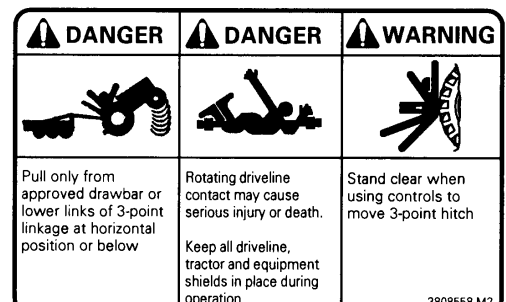 DANGER
Pull only from
approved drawbar or
lower links of 3-point
linkage at horizontal
position or below
DANGER
Rotating driveline
contact may cause
serious injury or death.
Keep all driveline,
tractor and equipment
shields in place during
operation
WARNING
Stand clear when
using controls to
move 3-point hitch
3808558 M2